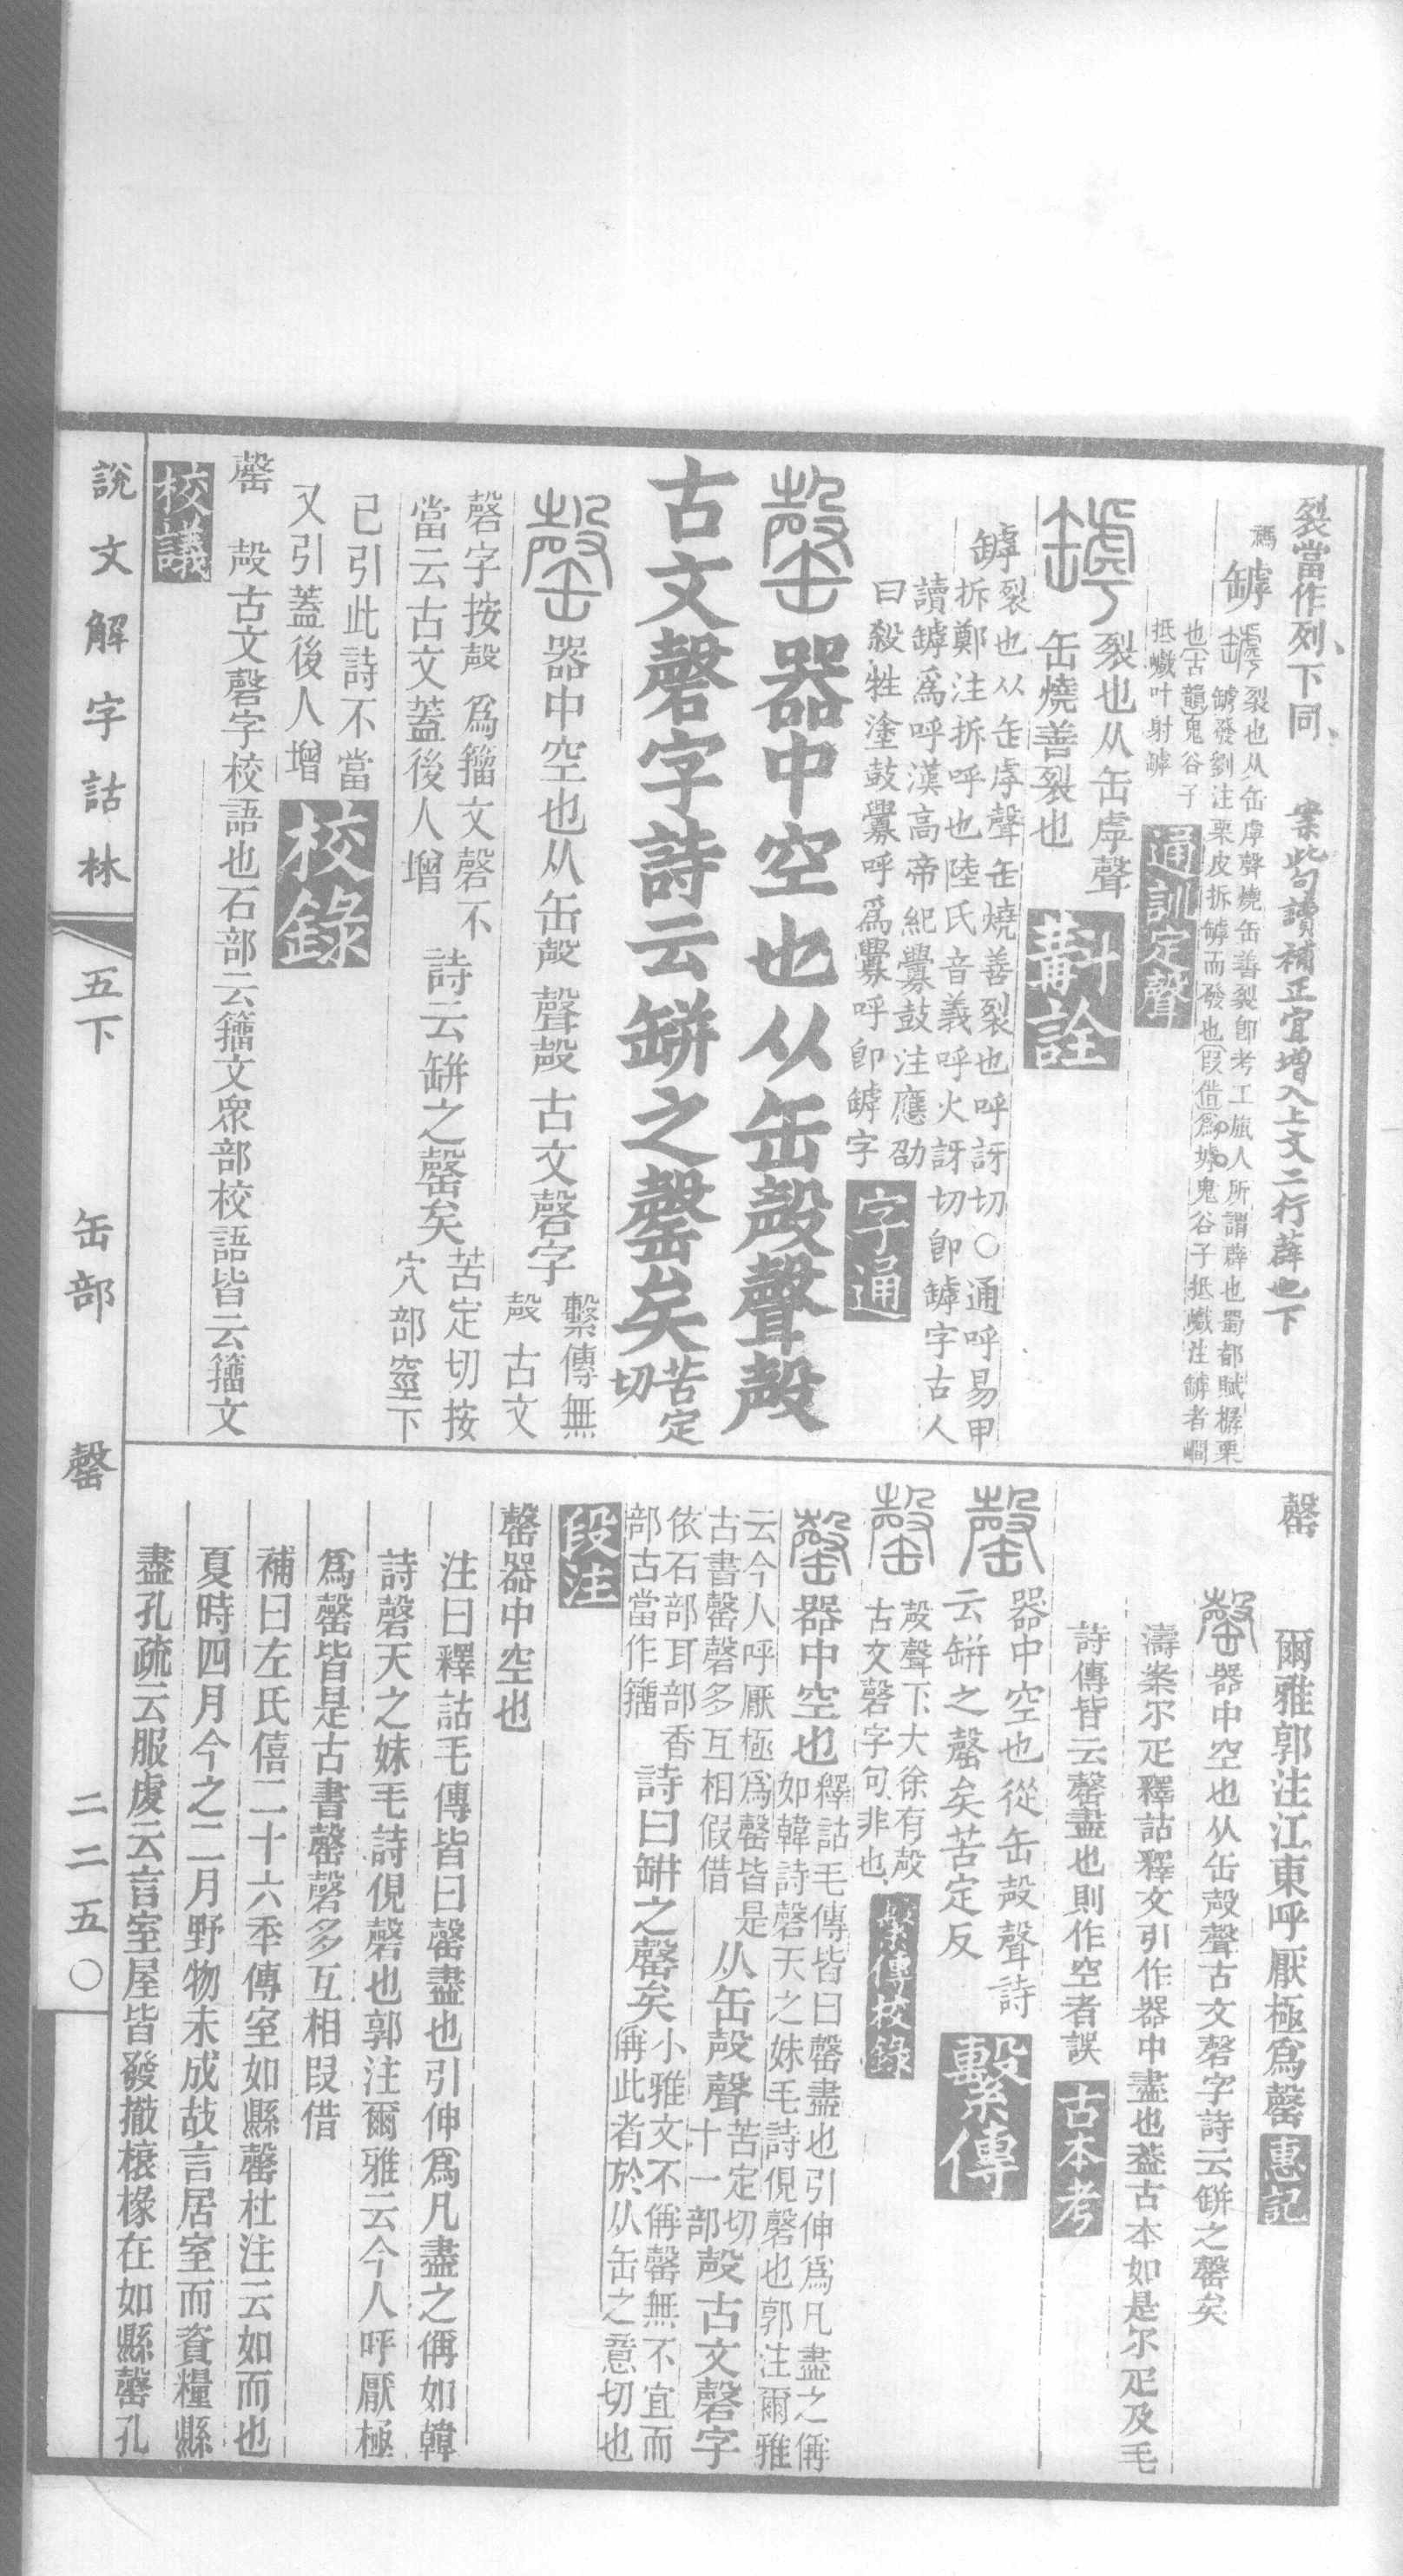 裂當作列下同　案此句讀補正宜增入上文二行薜也下
罅　裂也从缶虖聲燒缶善裂卽考工瓬人所謂薜也蜀都賦樼栗
罅發劉注栗皮拆罅而發也〔叚借〕爲㙤鬼谷子抵巇注罅者㵎
也〔古韻〕鬼谷子
抵巇叶射罅
通訓定聲
裂也从缶虖聲
缶燒善裂也
斠詮
罅裂也从缶虖聲缶燒善裂也呼訝切○通呼易甲
拆鄭注拆呼也陸氏音義呼火訝切卽罅字古人
讀罅爲呼漢高帝紀釁鼓注應劭
曰殺牲塗鼓釁呼爲釁呼卽罅字
字通
器中空也从缶殸聲殸
古文磬字詩云缾之罄矣苦定
切
器中空也从缶殸聲殸古文磬字繫傳無
殸古文
磬字按殸爲籀文磬不
當云古文蓋後人增
詩云缾之罄矣苦定切按
穴部窒下
已引此詩不當
又引蓋後人增
校錄
罄　殸古文磬字校語也石部云籀文眾部校語皆云籀文
校議
罄　爾雅郭注江東呼厭極爲罄
惠記
器中空也从缶殸聲古文磬字詩云缾之罄矣
濤案尔疋釋詁釋文引作器中盡也葢古本如是尔疋及毛
詩傳皆云罄盡也則作空者誤
古本考
器中空也從缶殸聲詩
云缾之罄矣苦定反
繫傳
殸聲下大徐有殸
古文磬字句非也
繫傳校錄
器中空也釋詁毛傳皆曰罄盡也引伸爲凡盡之偁
如韓詩磬天之妹毛詩俔磬也郭注爾雅
云今人呼厭極爲罄皆是
古書罄磬多互相假借
从缶殸聲苦定切
十一部
殸古文磬字
依石部耳部香
部古當作籀
詩曰缾之罄矣小雅文不偁罄無不宜而
偁此者於从缶之意切也
段注
罄器中空也
注曰釋詁毛傳皆曰罄盡也引伸爲凡盡之偁如韓
詩磬天之妹毛詩俔磬也郭注爾雅云今人呼厭極
爲罄皆是古書罄磬多互相叚借
補曰左氏僖二十六年傳室如縣罄杜注云如而也
夏時四月今之二月野物未成故言居室而資糧縣
盡孔疏云服虔云言室屋皆發撤榱椽在如縣罄孔
說文解字詁林　五下　缶部　罄　二二五〇